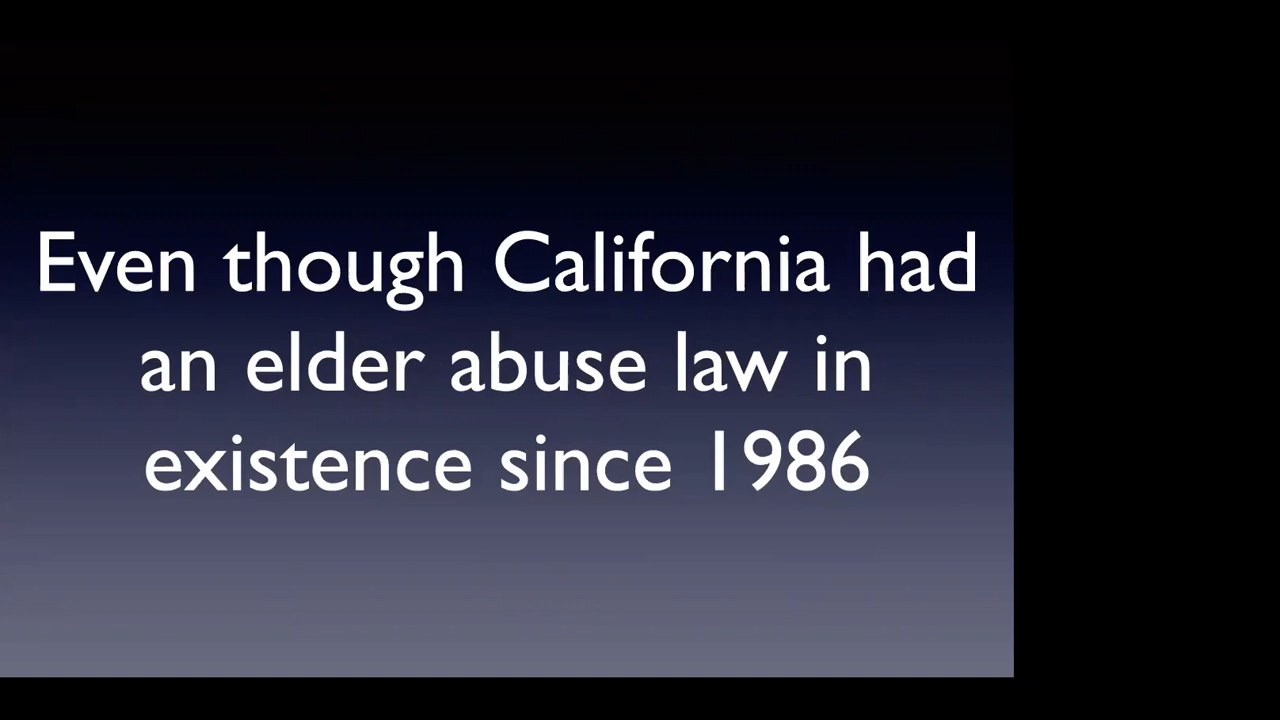 Even though California had
an elder abuse law in
existence since 1986